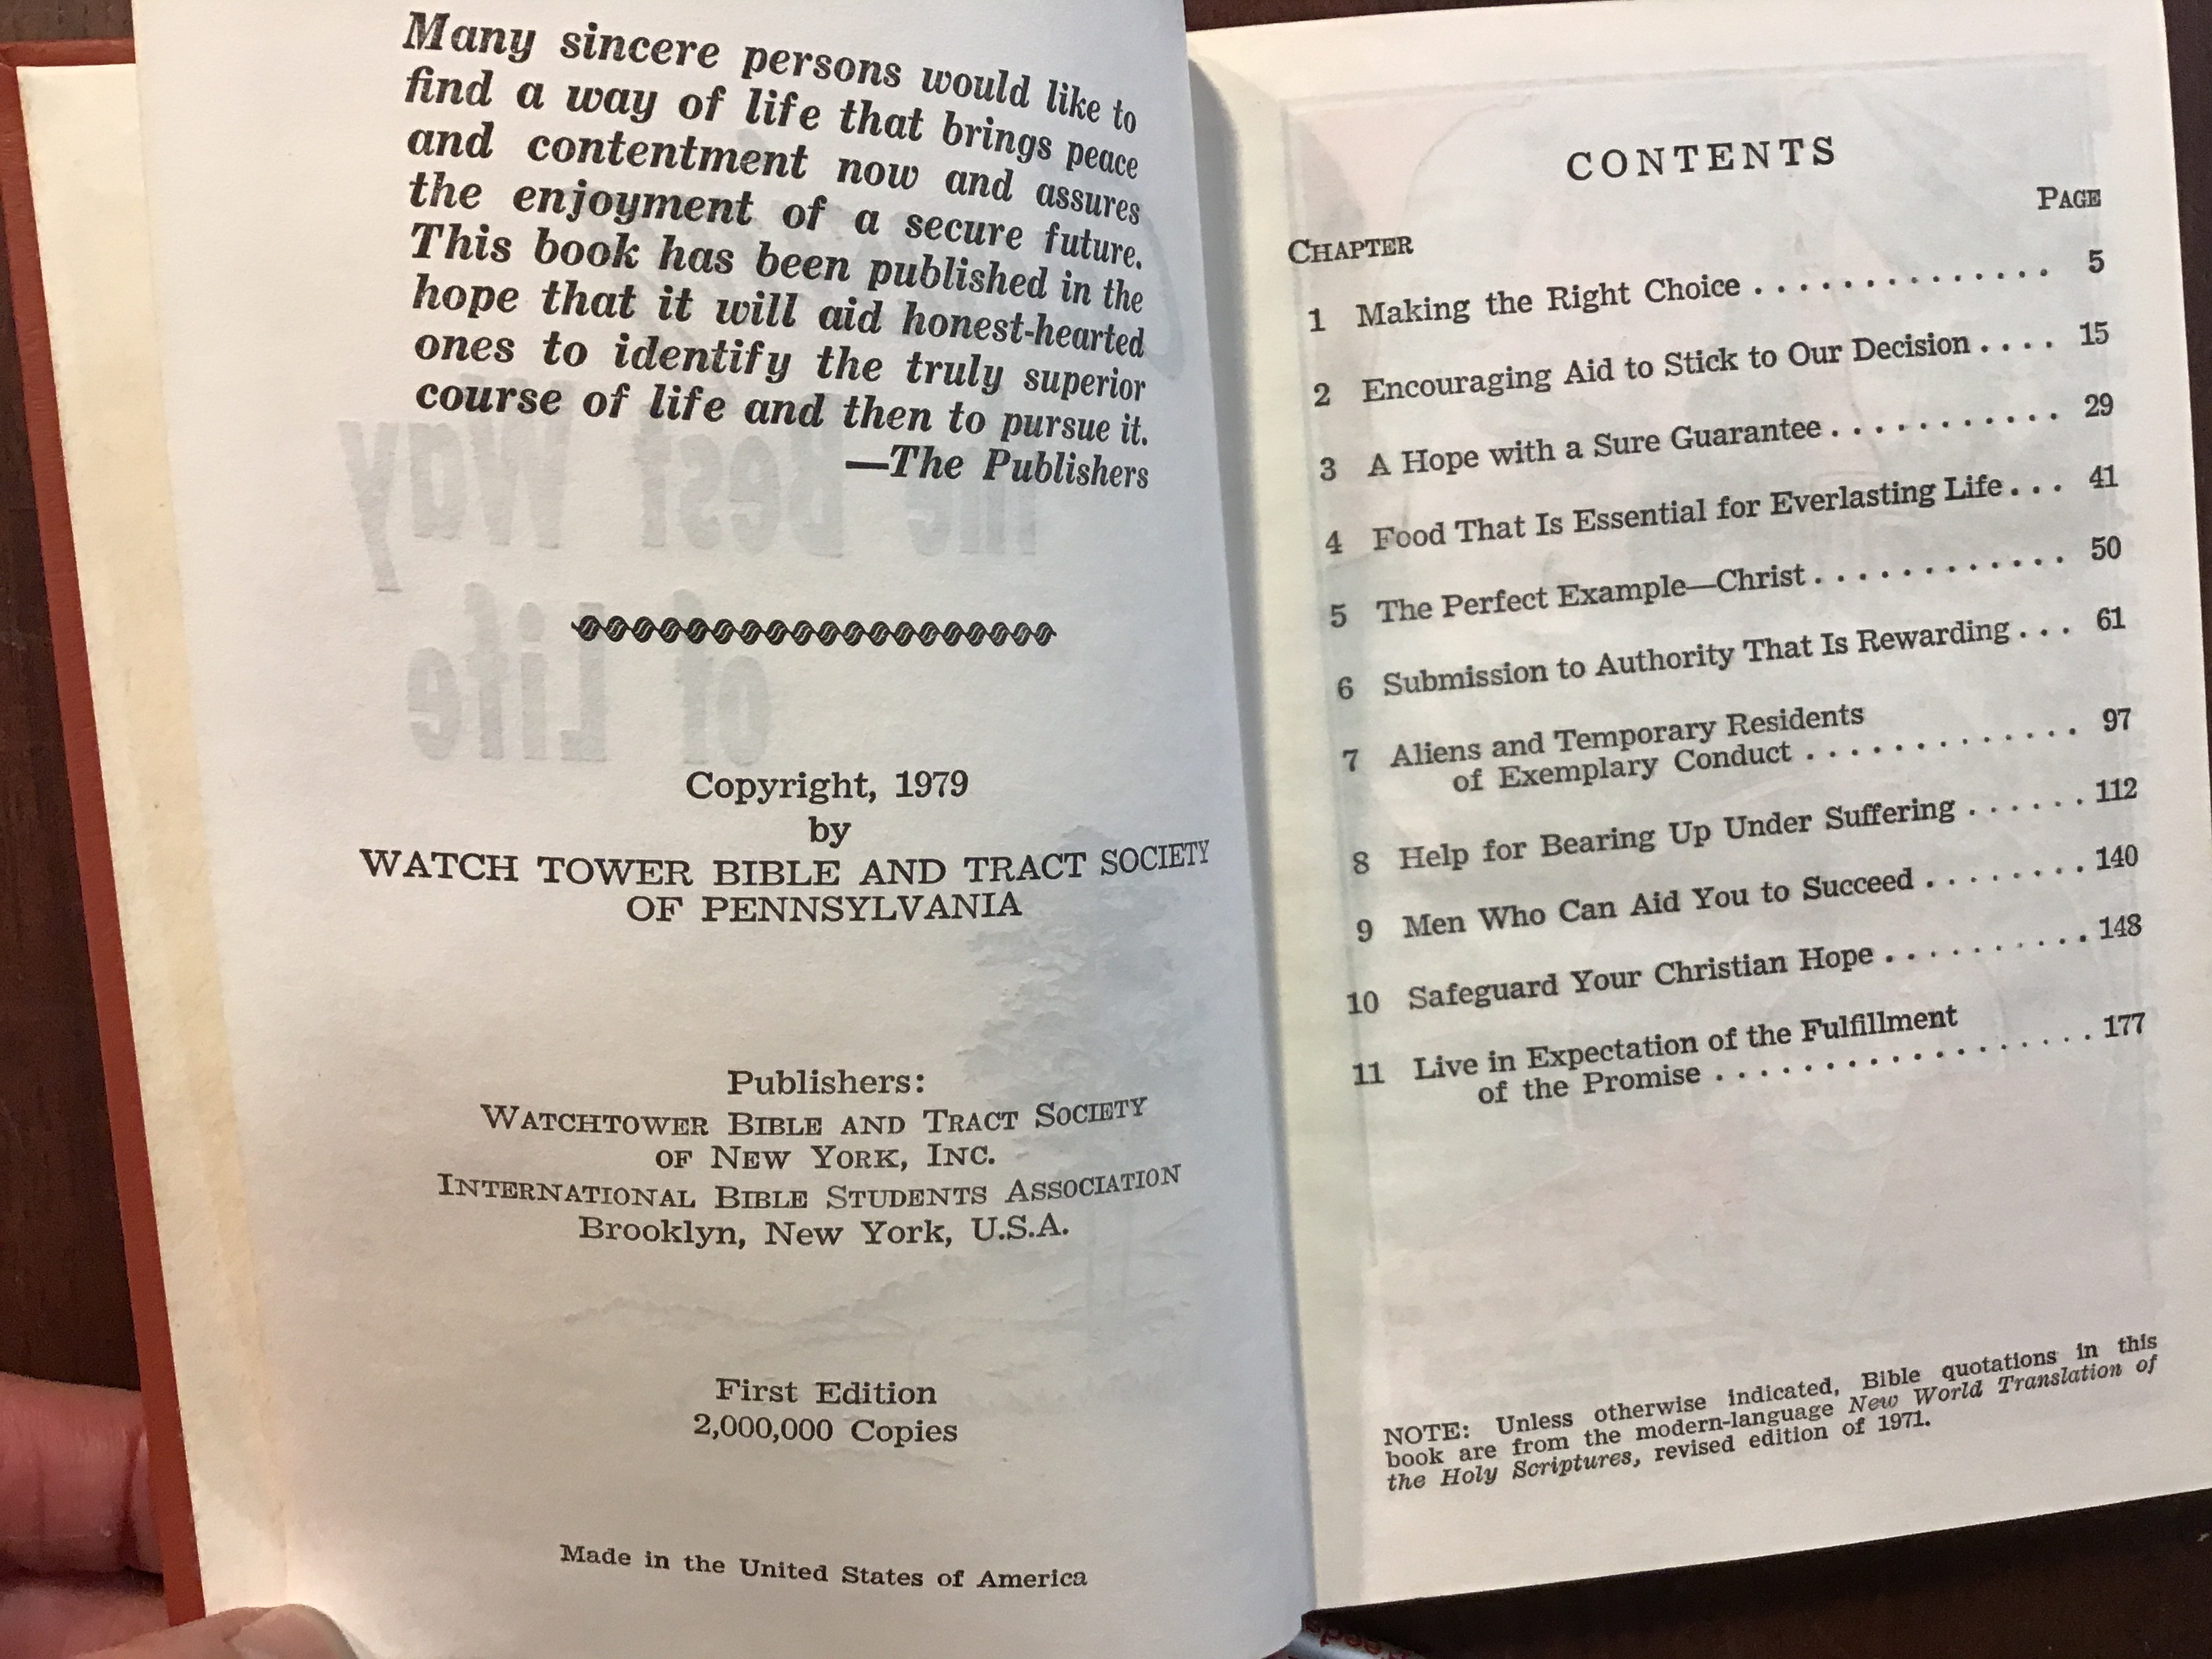 Many sincere persons would like to
find a way of life that brings peace
and contentment now and assures
the enjoyment of a secure future.
This book has been published in the
hope that it will aid honest-hearted
ones to identify the truly superior
course of life and then to pursue it.
—The Publishers
Copyright, 1979
by
WATCH TOWER BIBLE AND TRACT SOCIETY
OF PENNSYLVANIA
Publishers:
WATCHTOWER BIBLE AND TRACT SOCIETY
OF NEW YORK, INC.
INTERNATIONAL BIBLE STUDENTS ASSOCIATION
Brooklyn, New York, U.S.A.
First Edition
2,000,000 Copies
Made in the United States of America
CONTENTS
PAGE
CHAPTER
1 Making the Right Choice . . . . . . . . . . . . . . 5
2 Encouraging Aid to Stick to Our Decision . . . . 15
3 A Hope with a Sure Guarantee . . . . . . . . . . . 29
4 Food That Is Essential for Everlasting Life . . . 41
5 The Perfect Example—Christ . . . . . . . . . . . . 50
6 Submission to Authority That Is Rewarding . . . 61
7 Aliens and Temporary Residents
of Exemplary Conduct . . . . . . . . . . . . . 97
8 Help for Bearing Up Under Suffering . . . . . . 112
9 Men Who Can Aid You to Succeed . . . . . . . . 140
10 Safeguard Your Christian Hope . . . . . . . . . . 148
11 Live in Expectation of the Fulfillment
of the Promise . . . . . . . . . . . . . . . . . 177
NOTE: Unless otherwise indicated, Bible quotations in this
book are from the modern-language New World Translation of
the Holy Scriptures, revised edition of 1971.